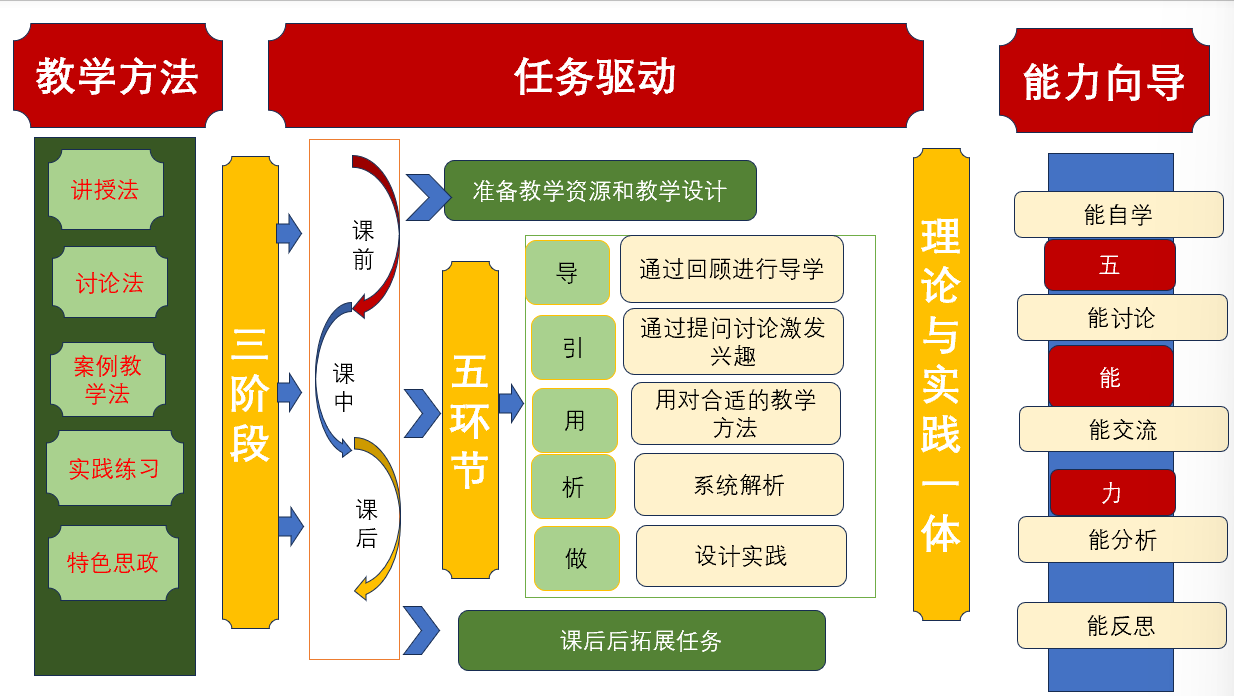 教学方法
任务驱动
能力向导
讲授法
讨论法
案例教
学法
实践练习
特色思政
三
阶
段
课
前
课
中
课
后
准备教学资源和教学设计
五
环
节
导
通过回顾进行导学
引
通过提问讨论激发
兴趣
用
用对合适的教学
方法
析
系统解析
做
设计实践
课后后拓展任务
理
论
与
实
践
一
体
能自学
五
能讨论
能
能交流
力
能分析
能反思